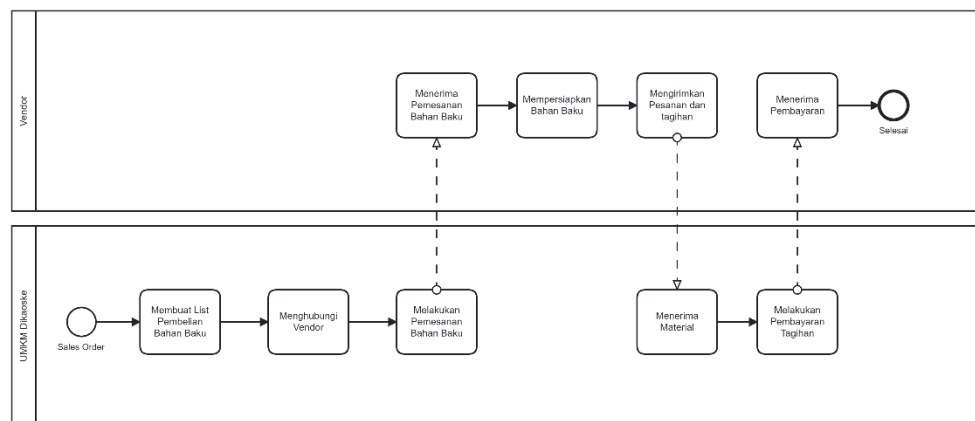 Vendor
Menerima
Pemesanan
Bahan Baku
Mempersiapkan
Bahan Baku
Mengirimkan
Pesanan dan
tagihan
Menerima
Pembayaran
Selesai
UMKM Dikaoske
Sales Order
Membuat List
Pembelian
Bahan Baku
Menghubungi
Vendor
Melakukan
Pemesanan
Bahan Baku
Menerima
Material
Melakukan
Pembayaran
Tagihan